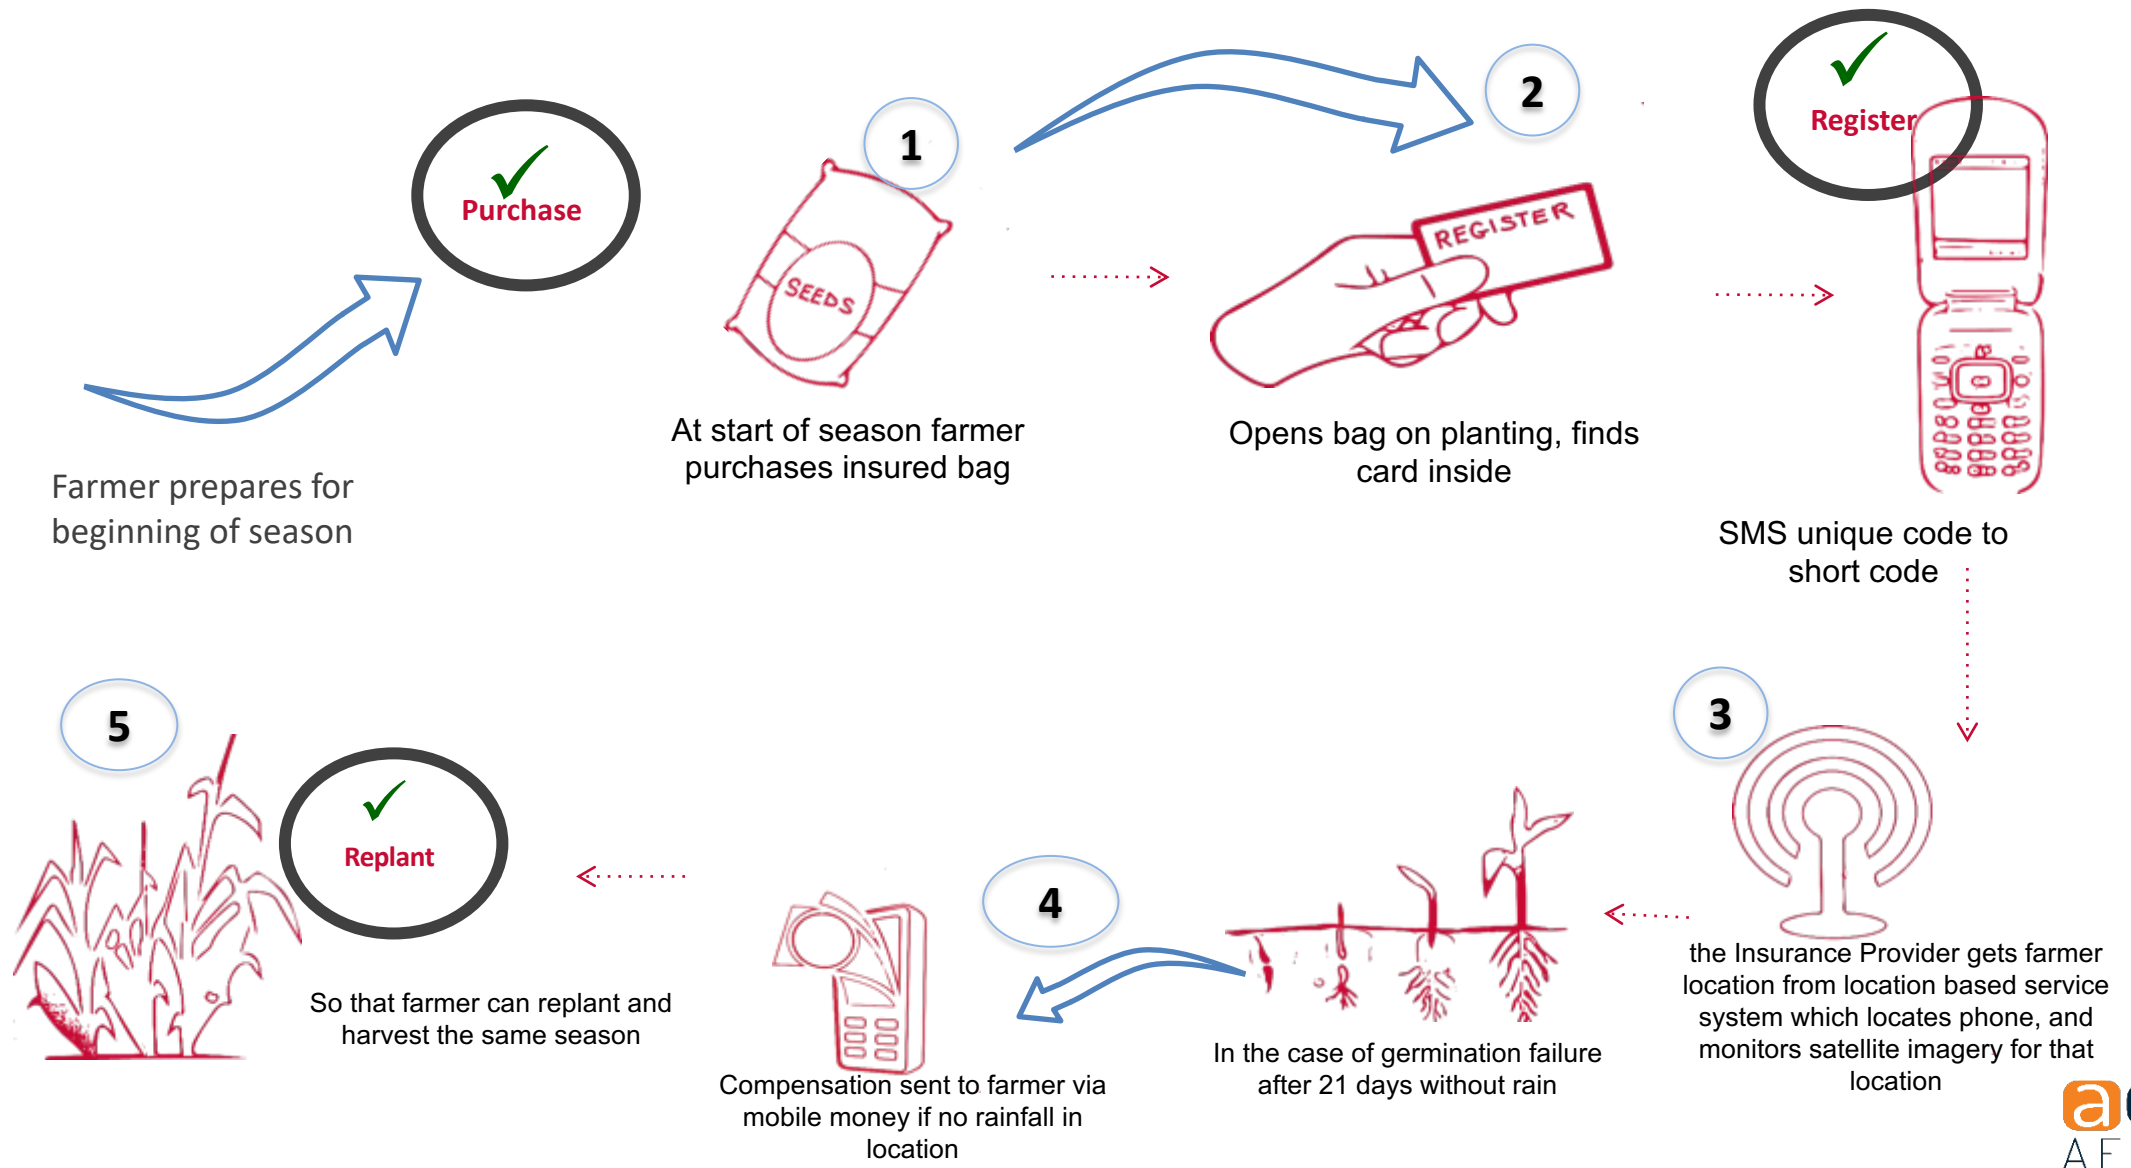 Farmer prepares for
beginning of season
Purchase
1
SEEDS
At start of season farmer
purchases insured bag
2
REGISTER
Opens bag on planting, finds
card inside
Register
SMS unique code to
short code
3
the Insurance Provider gets farmer
location from location based service
system which locates phone, and
monitors satellite imagery for that
location
In the case of germination failure
after 21 days without rain
4
Compensation sent to farmer via
mobile money if no rainfall in
location
5
Replant
So that farmer can replant and
harvest the same season